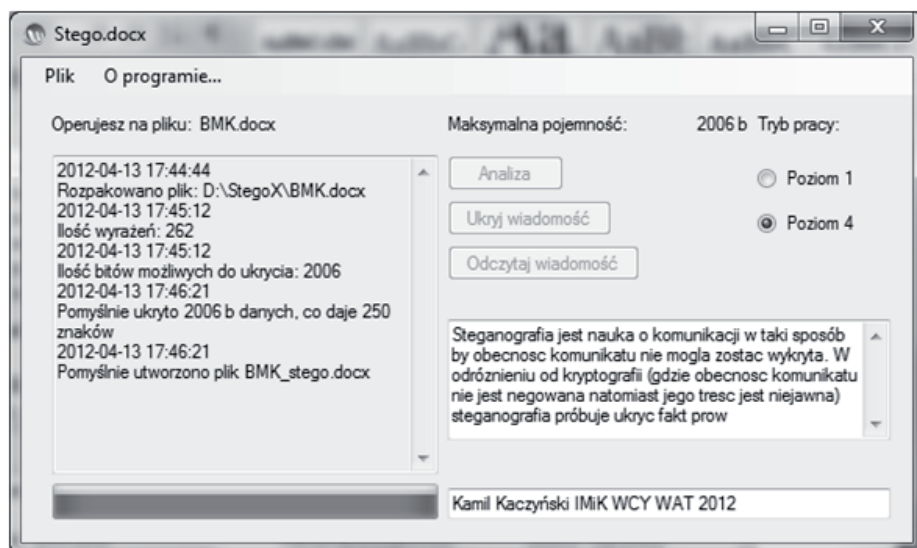 Stego.docx
Plik O programie...
Operujesz na pliku: BMK.docx
Maksymalna pojemność: 2006 b Tryb pracy:
2012-04-13 17:44:44
Rozpakowano plik: D:\StegoX\BMK.docx
2012-04-13 17:45:12
Ilość wyrażeń: 262
2012-04-13 17:45:12
Ilość bitów możliwych do ukrycia: 2006
2012-04-13 17:46:21
Pomyślnie ukryto 2006 b danych, co daje 250
znaków
2012-04-13 17:46:21
Pomyślnie utworzono plik BMK_stego.docx
Analiza
Ukryj wiadomość
Odczytaj wiadomość
Poziom 1
Poziom 4
Steganografia jest nauka o komunikacji w taki sposób
by obecnosc komunikatu nie mogla zostac wykryta. W
odróznieniu od kryptografii (gdzie obecnosc komunikatu
nie jest negowana natomiast jego tresc jest niejawna)
steganografia próbuje ukryc fakt prow
Kamil Kaczyński IMiK WCY WAT 2012